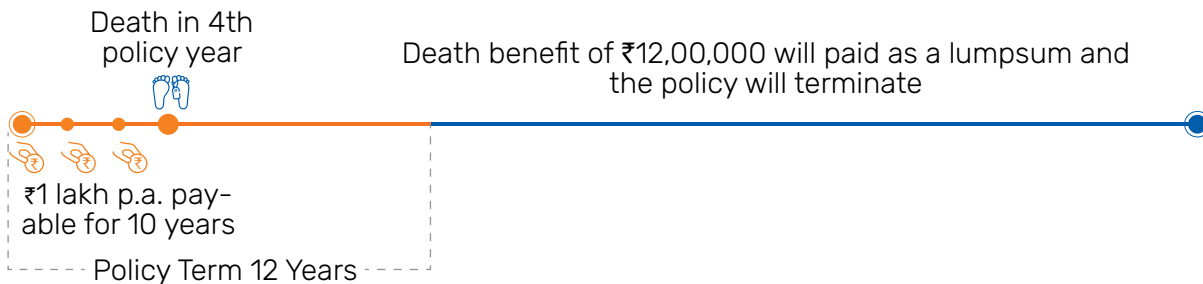 Death in 4th
policy year
Death benefit of ₹12,00,000 will paid as a lumpsum and
the policy will terminate
₹ ₹ ₹
₹1 lakh p.a. pay-
able for 10 years
Policy Term 12 Years